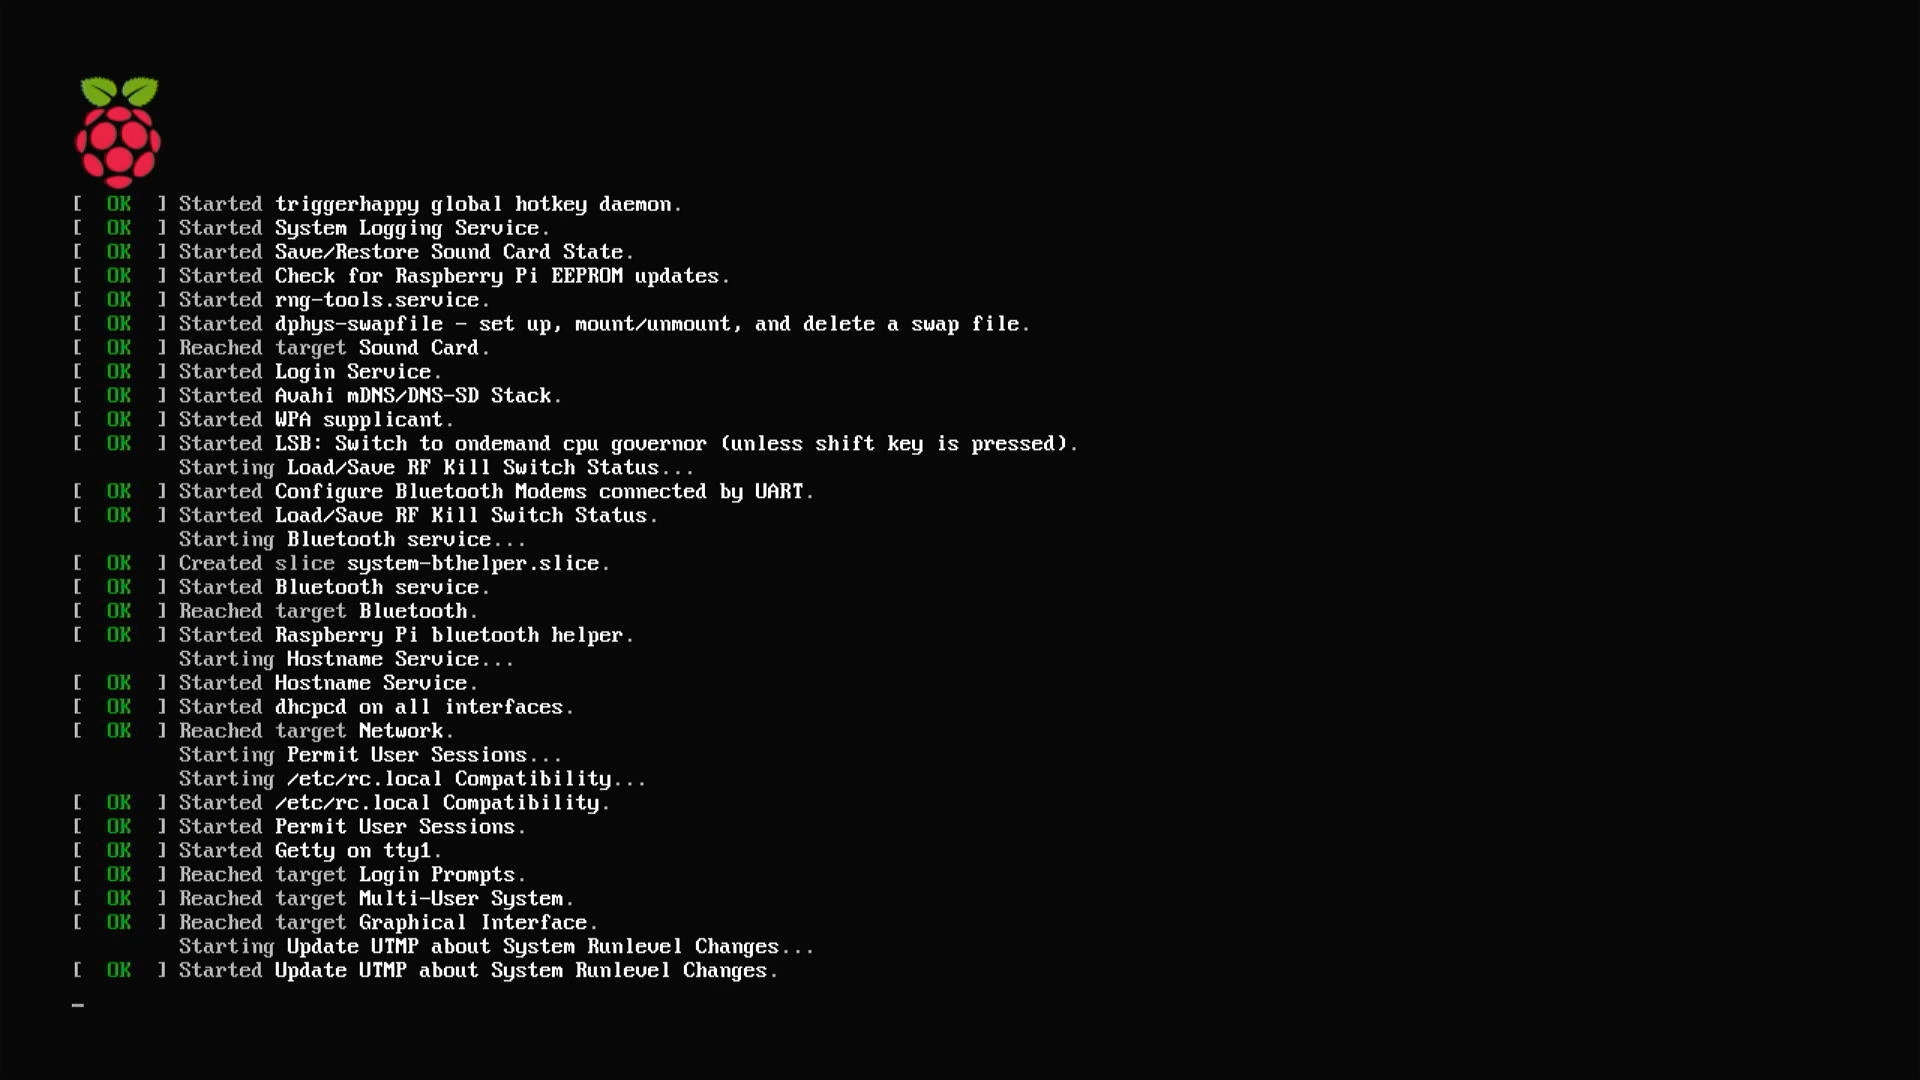 [  OK  ] Started triggerhappy global hotkey daemon.
[  OK  ] Started System Logging Service.
[  OK  ] Started Save/Restore Sound Card State.
[  OK  ] Started Check for Raspberry Pi EEPROM updates.
[  OK  ] Started rng-tools.service.
[  OK  ] Started dphys-swapfile - set up, mount/unmount, and delete a swap file.
[  OK  ] Reached target Sound Card.
[  OK  ] Started Login Service.
[  OK  ] Started Avahi mDNS/DNS-SD Stack.
[  OK  ] Started WPA supplicant.
[  OK  ] Started LSB: Switch to ondemand cpu governor (unless shift key is pressed).
         Starting Load/Save RF Kill Switch Status...
[  OK  ] Started Configure Bluetooth Modems connected by UART.
[  OK  ] Started Load/Save RF Kill Switch Status.
         Starting Bluetooth service...
[  OK  ] Created slice system-bthelper.slice.
[  OK  ] Started Bluetooth service.
[  OK  ] Reached target Bluetooth.
[  OK  ] Started Raspberry Pi bluetooth helper.
         Starting Hostname Service...
[  OK  ] Started Hostname Service.
[  OK  ] Started dhcpcd on all interfaces.
[  OK  ] Reached target Network.
         Starting Permit User Sessions...
         Starting /etc/rc.local Compatibility...
[  OK  ] Started /etc/rc.local Compatibility.
[  OK  ] Started Permit User Sessions.
[  OK  ] Started Getty on tty1.
[  OK  ] Reached target Login Prompts.
[  OK  ] Reached target Multi-User System.
[  OK  ] Reached target Graphical Interface.
         Starting Update UTMP about System Runlevel Changes...
[  OK  ] Started Update UTMP about System Runlevel Changes.
_